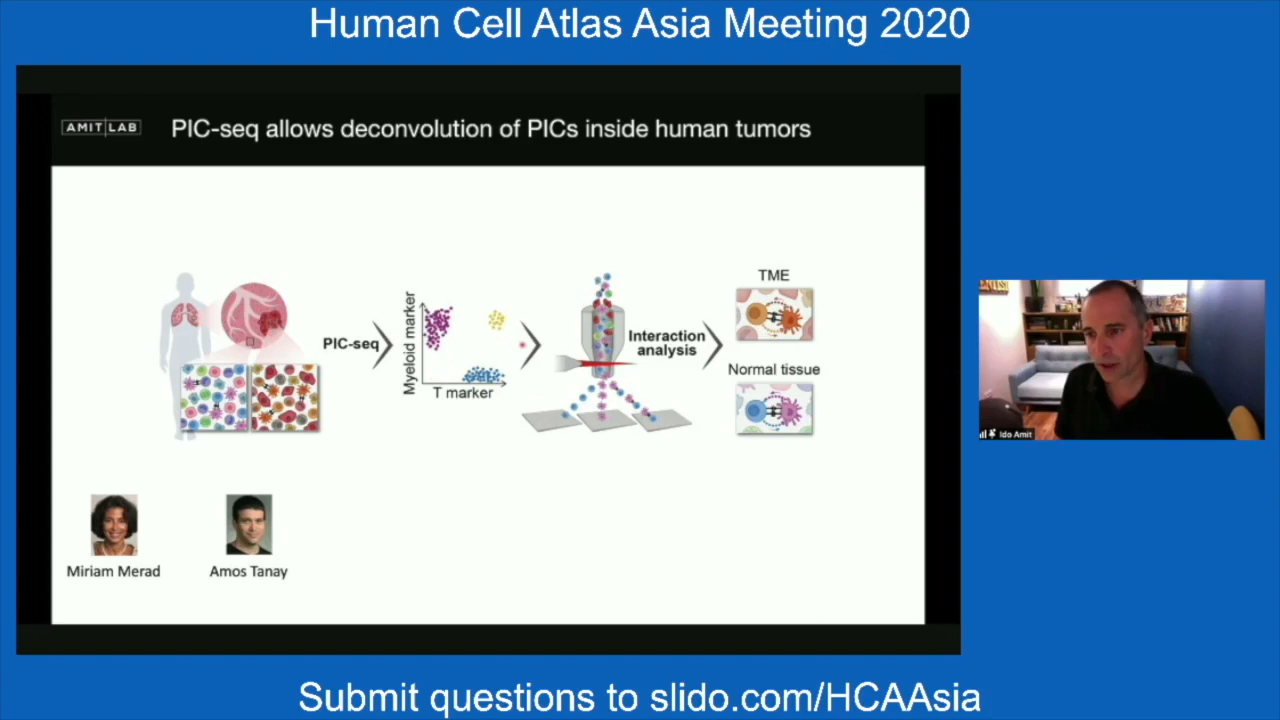 Human Cell Atlas Asia Meeting 2020
AMIT LAB
PIC-seq allows deconvolution of PICs inside human tumors
PIC-seq
Myeloid marker
T marker
Interaction
analysis
TME
Normal tissue
Miriam Merad
Amos Tanay
Ido Amit
Submit questions to slido.com/HCAAsia